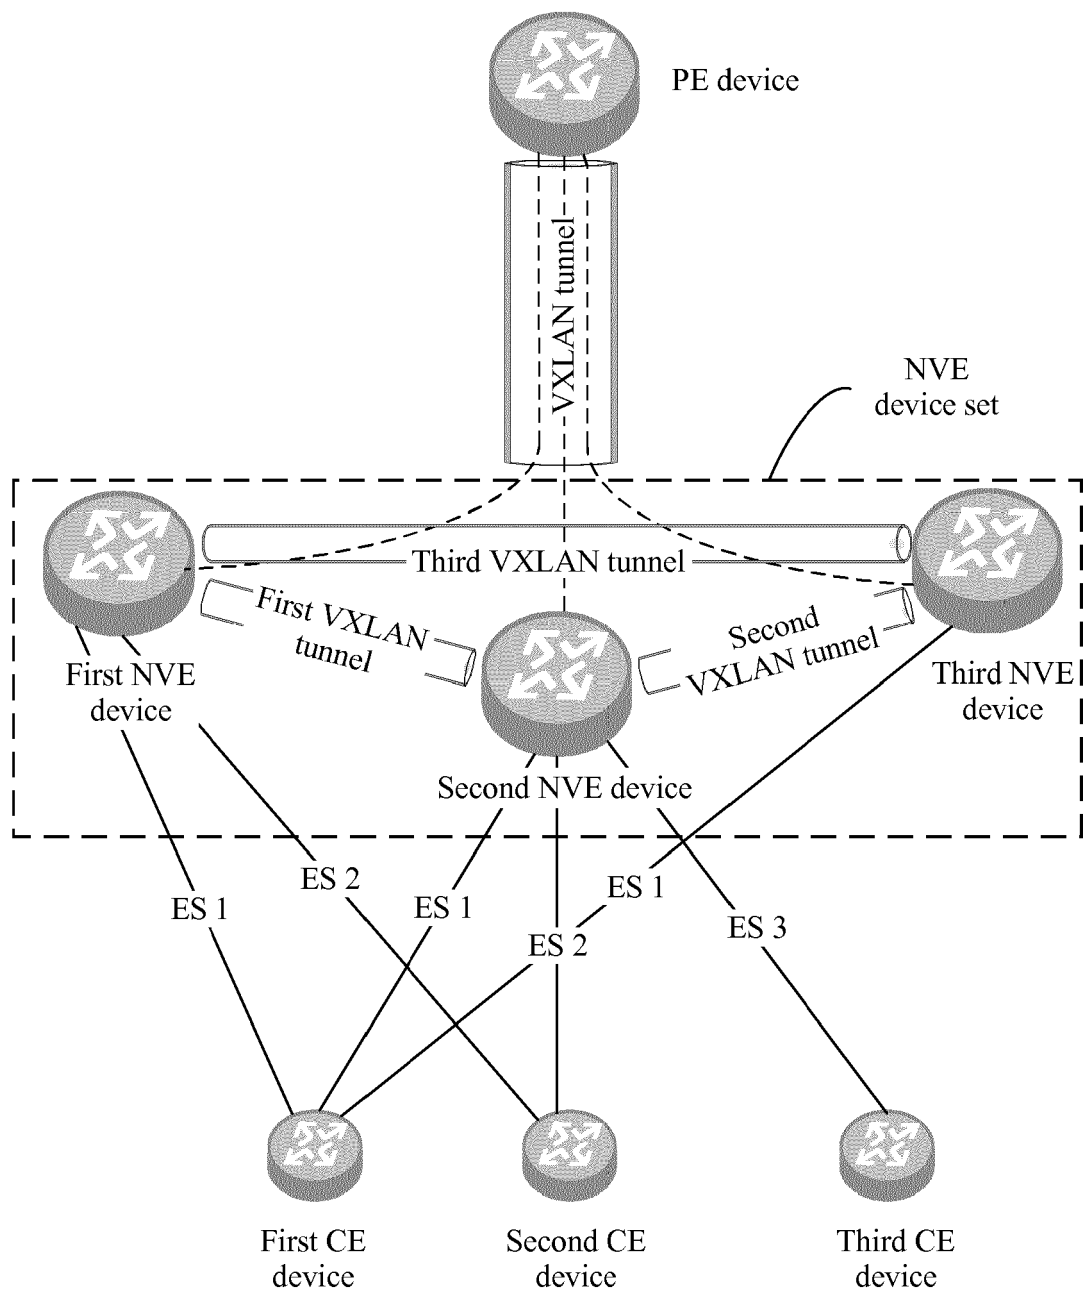 PE device
VXLAN tunnel
NVE
device set
Third VXLAN tunnel
First VXLAN
tunnel
Second
VXLAN tunnel
First NVE
device
Third NVE
device
Second NVE device
ES 2
ES 1
ES 1
ES 1
ES 3
ES 2
First CE
device
Second CE
device
Third CE
device